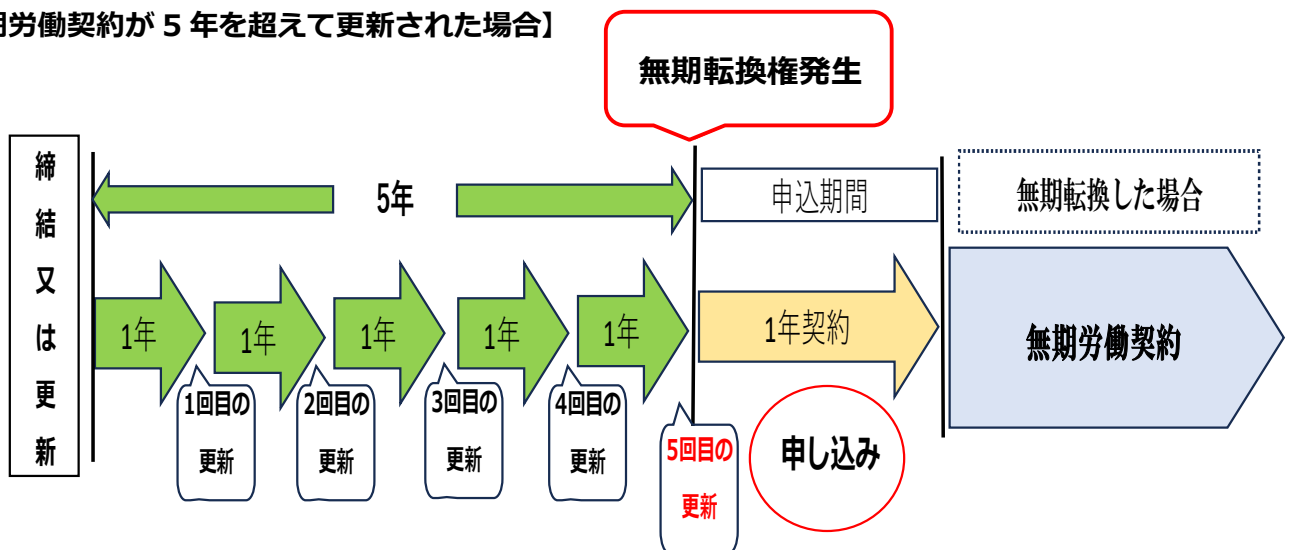 期労働契約が 5 年を超えて更新された場合】
無期転換権発生
締結又は更新
5年
申込期間
無期転換した場合
1年
1年
1年
1年
1年
1年契約
無期労働契約
1回目の
更新
2回目の
更新
3回目の
更新
4回目の
更新
5回目の
更新
申し込み